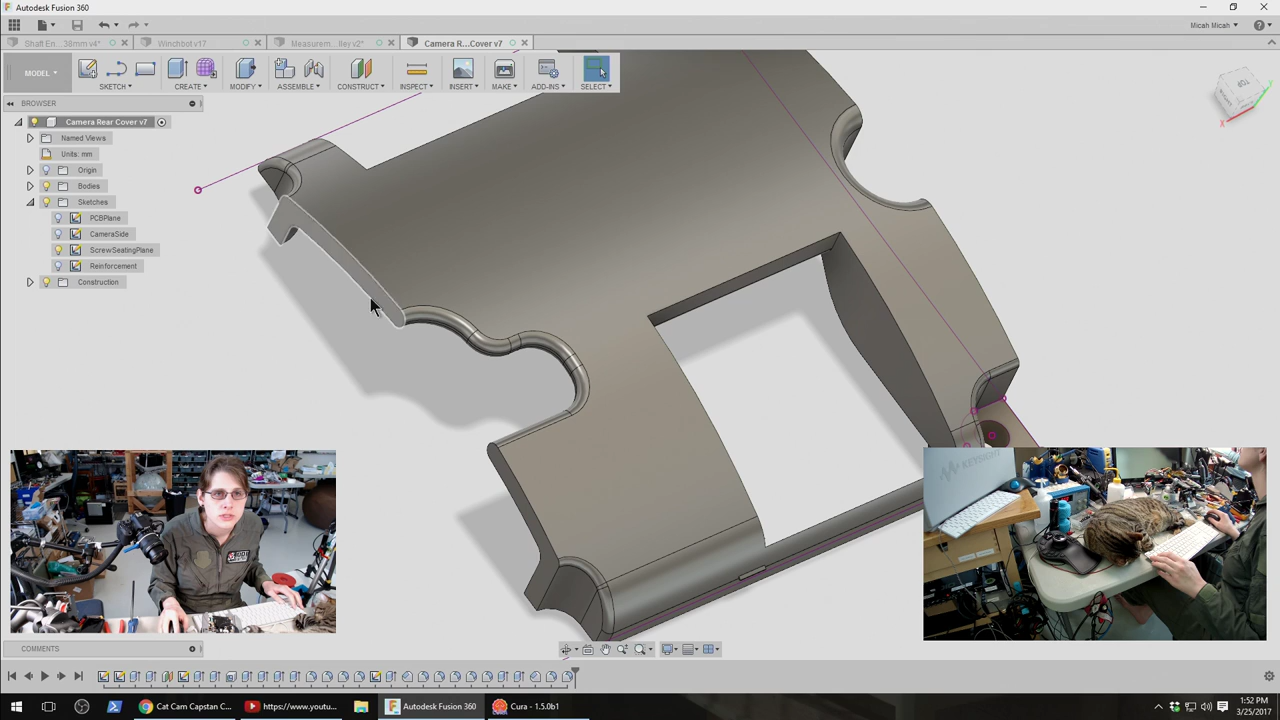 Autodesk Fusion 360
Micah Micah
Shaft En...38mm v4*
Winchbot v17
Measurem...tley v2*
Camera R...Cover v7
MODEL
SKETCH
CREATE
MODIFY
ASSEMBLE
CONSTRUCT
INSPECT
INSERT
MAKE
ADD-INS
SELECT
TOP
X
BROWSER
Camera Rear Cover v7
Named Views
Units: mm
Origin
Bodies
Sketches
PCBPlane
CameraSide
ScrewSeatingPlane
Reinforcement
Construction
KEYSIGHT
COMMENTS
Cat Cam Capstan C...
https://www.youtu...
Autodesk Fusion 360
Cura - 1.5.0b1
1:52 PM
3/25/2017